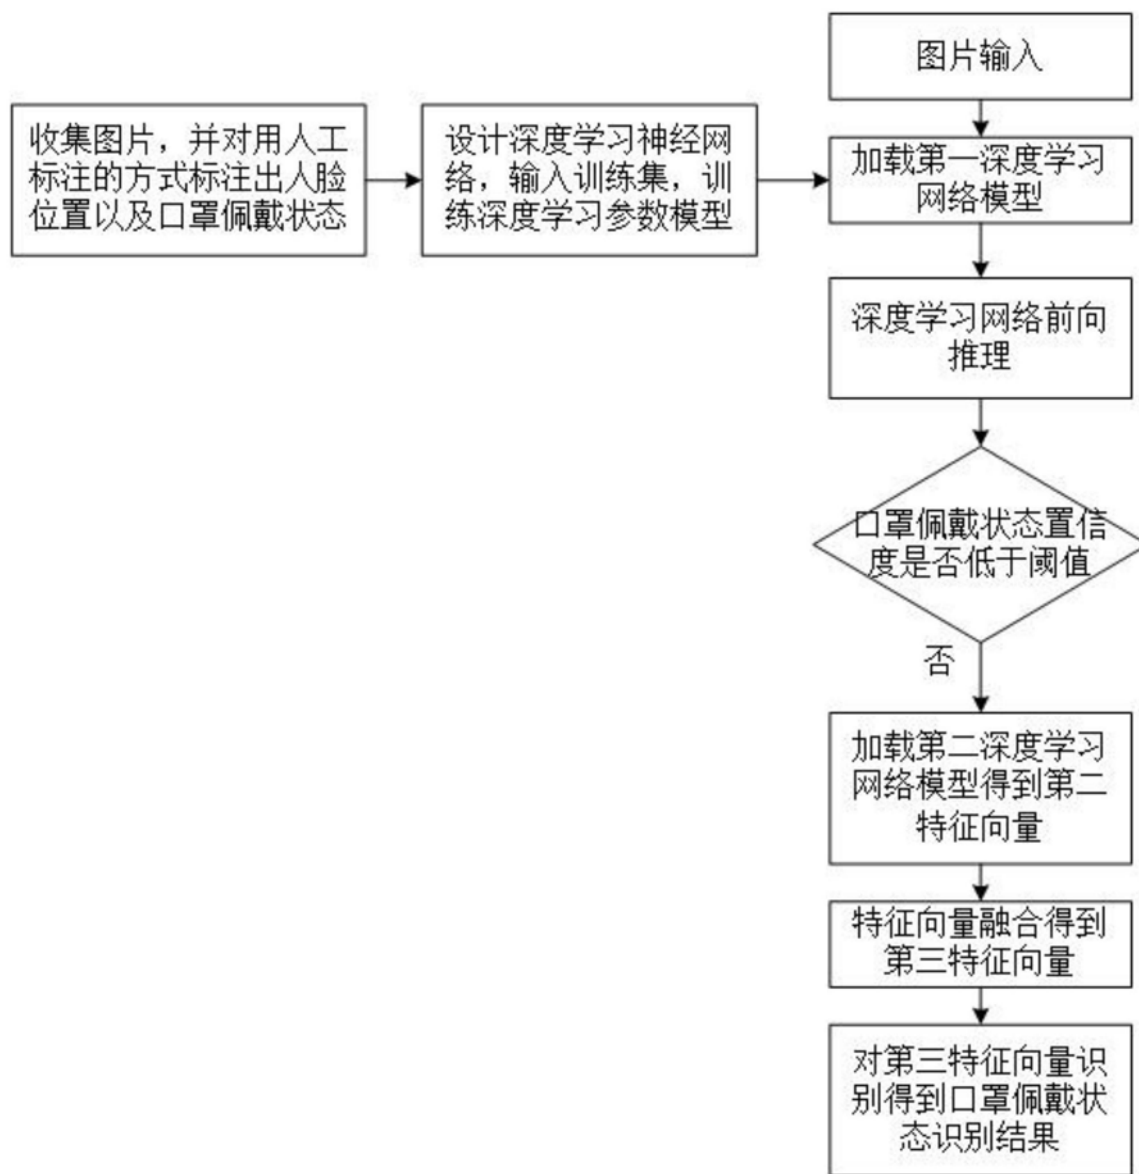 图片输入
收集图片，并对用人工
标注的方式标注出人脸
位置以及口罩佩戴状态
设计深度学习神经网
络，输入训练集，训
练深度学习参数模型
加载第一深度学习
网络模型
深度学习网络前向
推理
口罩佩戴状态置信
度是否低于阈值
否
加载第二深度学习
网络模型得到第二
特征向量
特征向量融合得到
第三特征向量
对第三特征向量识
别得到口罩佩戴状
态识别结果